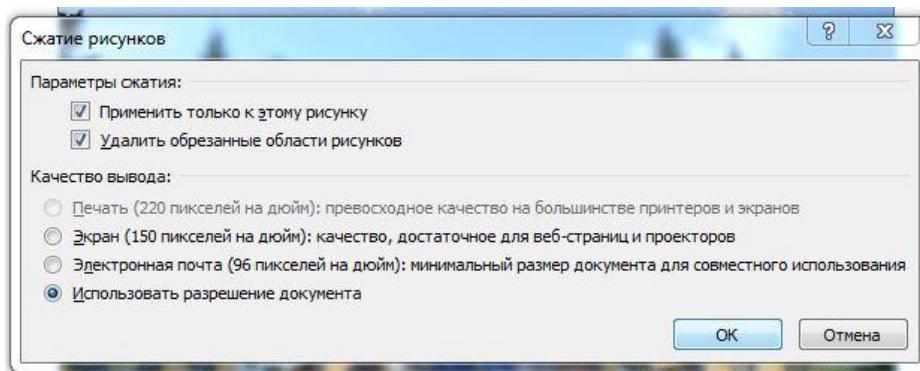 Сжатие рисунков
Параметры сжатия:
Применить только к этому рисунку
Удалить обрезанные области рисунков
Качество вывода:
Печать (220 пикселей на дюйм): превосходное качество на большинстве принтеров и экранов
Экран (150 пикселей на дюйм): качество, достаточное для веб-страниц и проекторов
Электронная почта (96 пикселей на дюйм): минимальный размер документа для совместного использования
Использовать разрешение документа
ОК Отмена